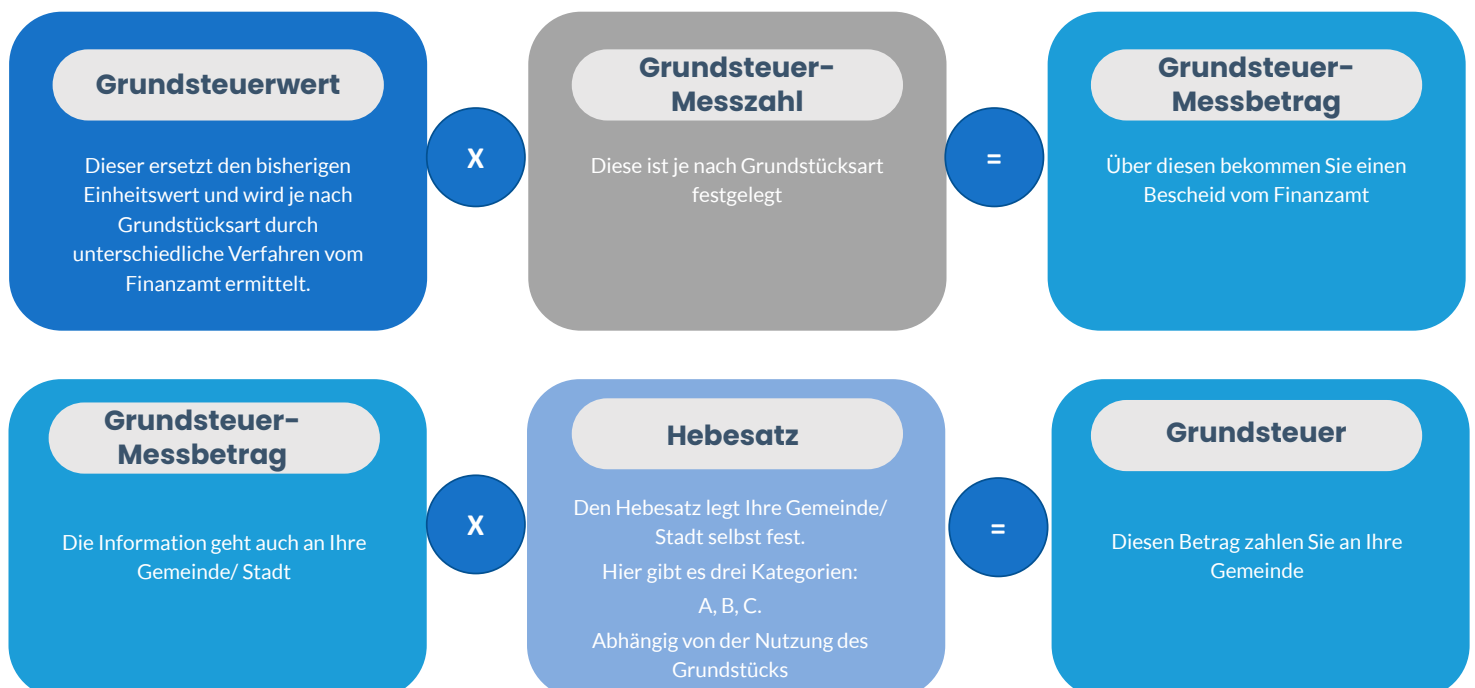 Grundsteuerwert
Dieser ersetzt den bisherigen
Einheitswert und wird je nach
Grundstücksart durch
unterschiedliche Verfahren vom
Finanzamt ermittelt.
X
Grundsteuer-
Messzahl
Diese ist je nach Grundstücksart
festgelegt
=
Grundsteuer-
Messbetrag
Über diesen bekommen Sie einen
Bescheid vom Finanzamt
Grundsteuer-
Messbetrag
Die Information geht auch an Ihre
Gemeinde/ Stadt
X
Hebesatz
Den Hebesatz legt Ihre Gemeinde/
Stadt selbst fest.
Hier gibt es drei Kategorien:
A, B, C.
Abhängig von der Nutzung des
Grundstücks
=
Grundsteuer
Diesen Betrag zahlen Sie an Ihre
Gemeinde